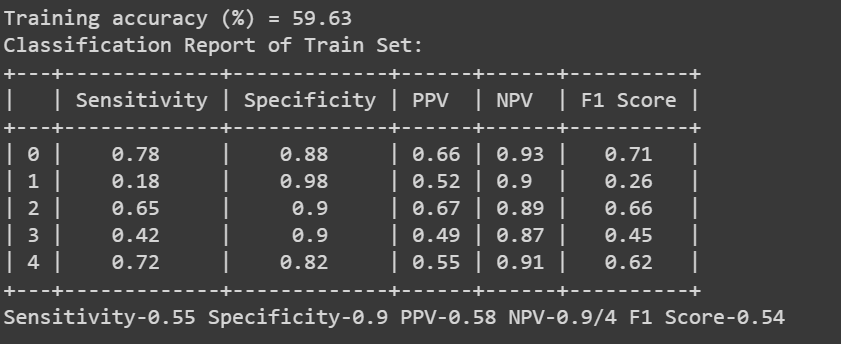 Training accuracy (%) = 59.63
Classification Report of Train Set:
+---+-------------+-------------+------+------+----------+
|   | Sensitivity | Specificity | PPV  | NPV  | F1 Score |
+---+-------------+-------------+------+------+----------+
| 0 |    0.78     |    0.88     | 0.66 | 0.93 |   0.71   |
| 1 |    0.18     |    0.98     | 0.52 | 0.9  |   0.26   |
| 2 |    0.65     |     0.9     | 0.67 | 0.89 |   0.66   |
| 3 |    0.42     |     0.9     | 0.49 | 0.87 |   0.45   |
| 4 |    0.72     |    0.82     | 0.55 | 0.91 |   0.62   |
+---+-------------+-------------+------+------+----------+
Sensitivity-0.55 Specificity-0.9 PPV-0.58 NPV-0.9/4 F1 Score-0.54